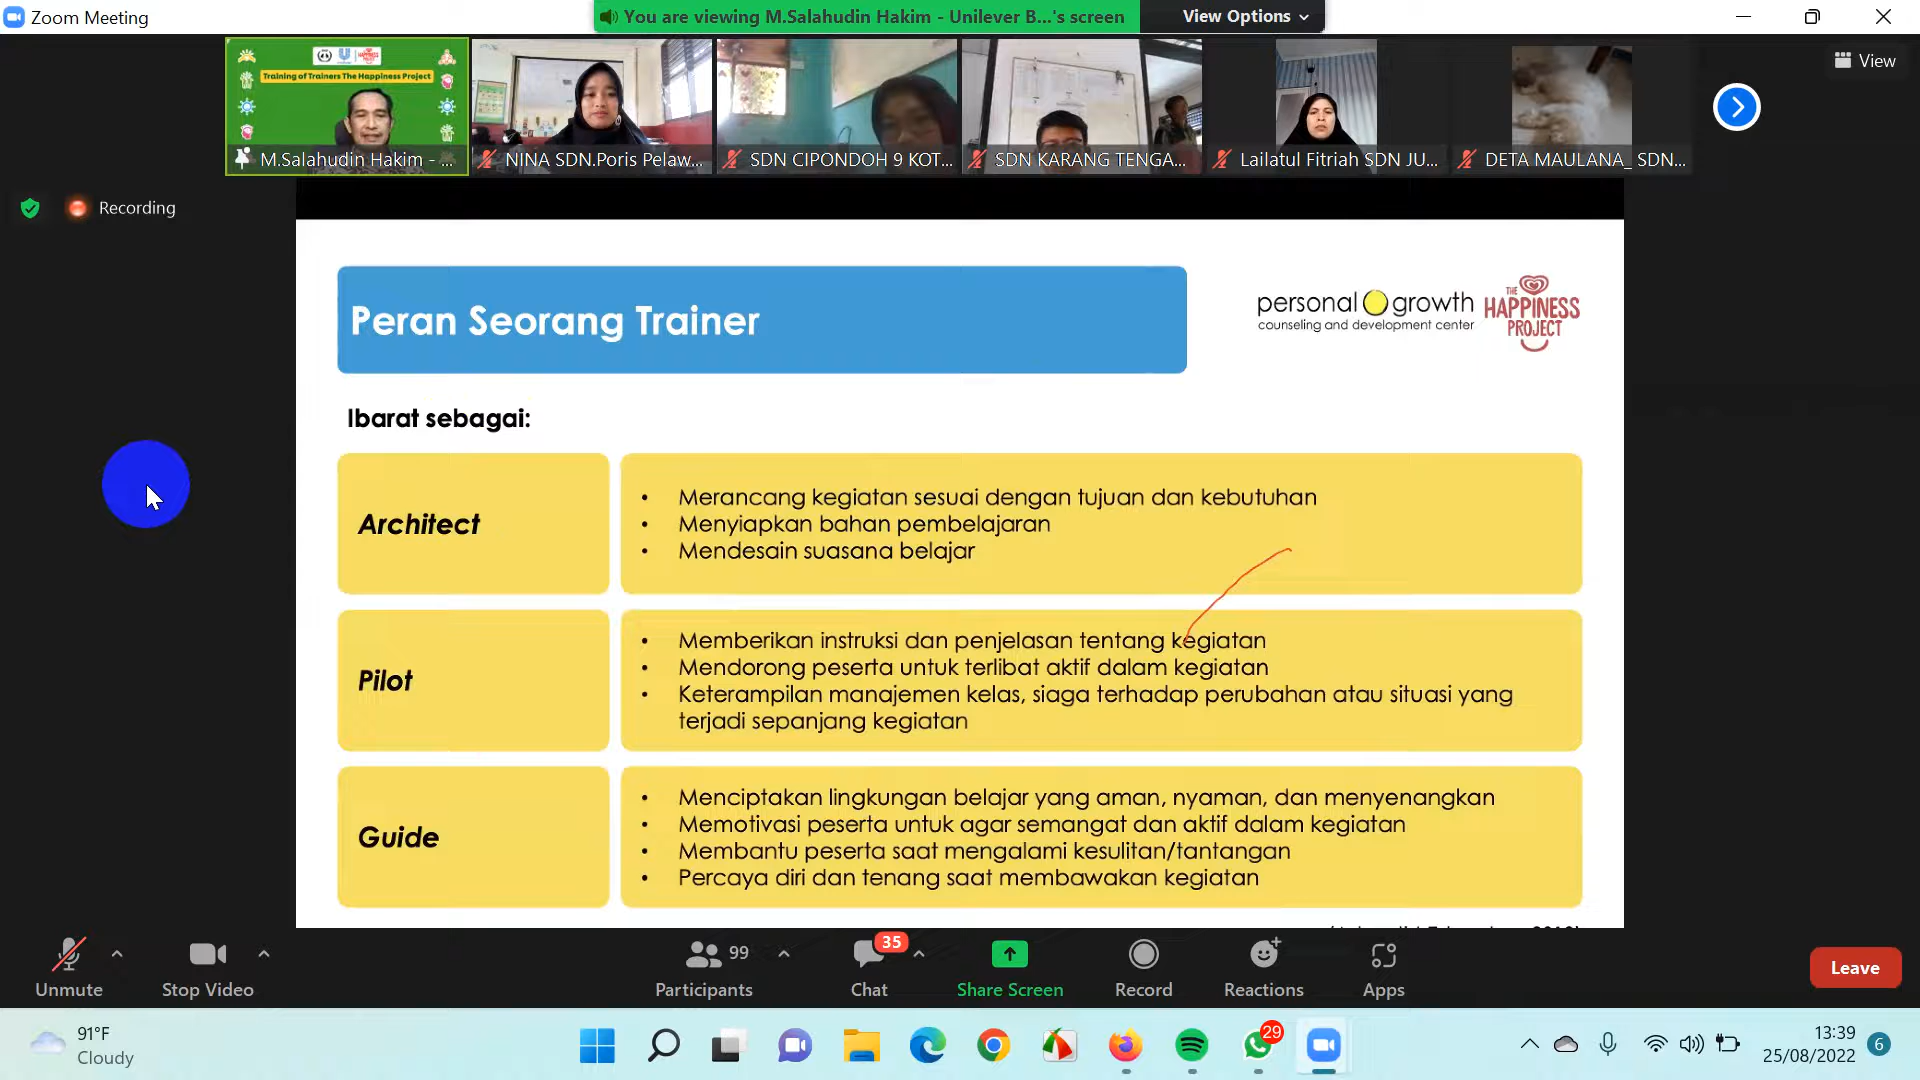 Zoom Meeting
You are viewing M.Salahudin Hakim - Unilever B...'s screen
View Options
Training of Trainers The Happiness Project
M.Salahudin Hakim - ...
NINA SDN.Poris Pelaw...
SDN CIPONDOH 9 KOT...
SDN KARANG TENGA...
Lailatul Fitriah SDN JU...
DETA MAULANA_ SDN...
View
Recording
Peran Seorang Trainer
personal growth
counseling and development center
THE
HAPPINESS
PROJECT
Ibarat sebagai:
Architect
• Merancang kegiatan sesuai dengan tujuan dan kebutuhan
• Menyiapkan bahan pembelajaran
• Mendesain suasana belajar
Pilot
• Memberikan instruksi dan penjelasan tentang kegiatan
• Mendorong peserta untuk terlibat aktif dalam kegiatan
• Keterampilan manajemen kelas, siaga terhadap perubahan atau situasi yang
terjadi sepanjang kegiatan
Guide
• Menciptakan lingkungan belajar yang aman, nyaman, dan menyenangkan
• Memotivasi peserta untuk agar semangat dan aktif dalam kegiatan
• Membantu peserta saat mengalami kesulitan/tantangan
• Percaya diri dan tenang saat membawakan kegiatan
Unmute
Stop Video
99
Participants
35
Chat
Share Screen
Record
Reactions
Apps
Leave
91°F
Cloudy
29
13:39
25/08/2022
6